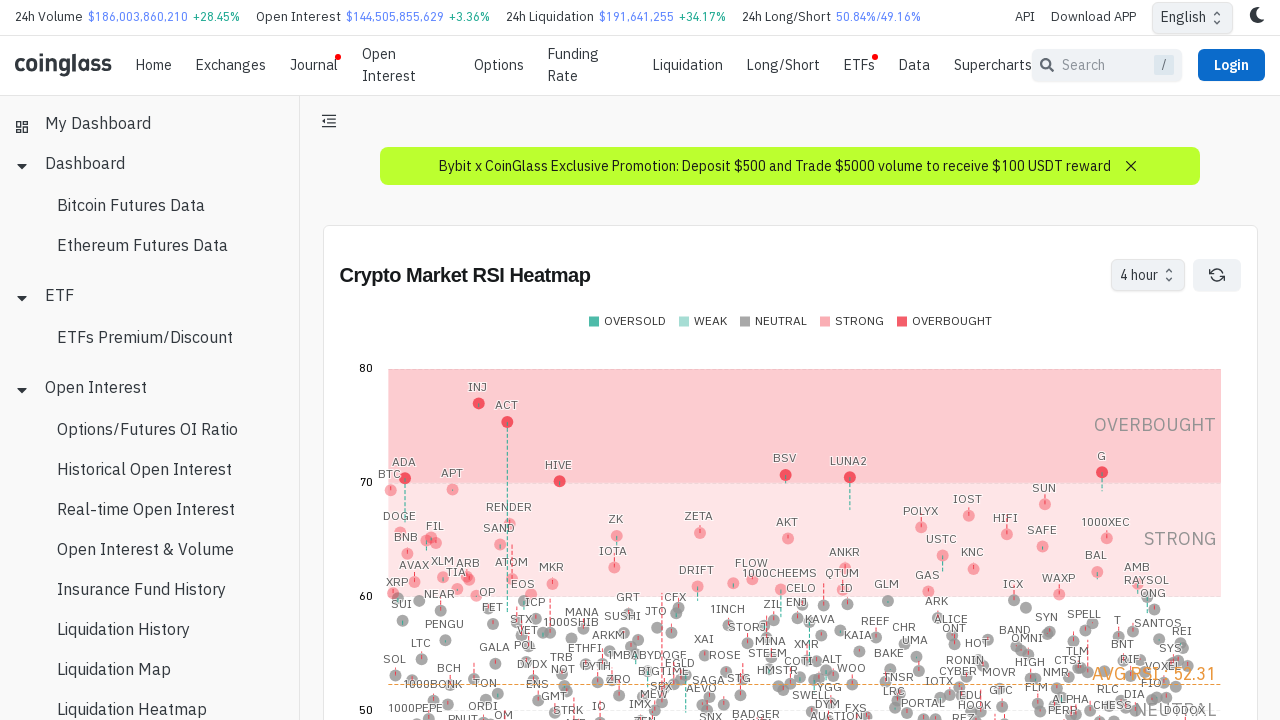 24h Volume $186,003,860,210 +28.45% Open Interest $144,505,855,629 +3.36% 24h Liquidation $191,641,255 +34.17% 24h Long/Short 50.84%/49.16% API Download APP English
coinglass Home Exchanges Journal Open Interest Options Funding Rate Liquidation Long/Short ETFs Data Supercharts Search / Login
My Dashboard
Dashboard
Bitcoin Futures Data
Ethereum Futures Data
ETF
ETFs Premium/Discount
Open Interest
Options/Futures OI Ratio
Historical Open Interest
Real-time Open Interest
Open Interest & Volume
Insurance Fund History
Liquidation History
Liquidation Map
Liquidation Heatmap
Bybit x CoinGlass Exclusive Promotion: Deposit $500 and Trade $5000 volume to receive $100 USDT reward
Crypto Market RSI Heatmap
4 hour
OVERSOLD WEAK NEUTRAL STRONG OVERBOUGHT
80
INJ
ACT
OVERBOUGHT
ADA
BTC
APT
HIVE
BSV
LUNA2
G
70
SUN
DOGE
FIL
RENDER
SAND
ZK
ZETA
AKT
POLYX
IOST
HIFI
SAFE
1000XEC
BNB
USTC
STRONG
IOTA
ANKR
KNC
BAL
AVAX
XLM
ARB
TIA
ATOM
MKR
DRIFT
FLOW
1000CHEEMS
QTUM
GAS
WAXP
AMB
RAYSOL
XRP
EOS
CELO
ID
GLM
IGX
60
SUI
NEAR
OP
FET
ICP
GRT
CFX
ZIL
ENJ
ARK
ONG
STX
MANA
1000SHIB
SUSHI
JTO
1INCH
KAVA
REEF
ALICE
SYN
SPELL
T
PENGU
VET
ARKM
STORJ
KAIA
CHR
ONT
BAND
SANTOS
LTC
GALA
POL
ETHFI
XAI
MINA
XMR
UMA
HOT
OMNI
BNT
REI
SOL
DYDX
TRB
1MBABYDOGE
ROSE
STEEM
COTI
ALT
BAKE
RONIN
HIGH
TLM
CTSI
RIF
SYS
BCH
NOT
PYTH
BIGTIME
EGLD
HMSTR
WOO
CYBER
MOVR
NMR
VOXEL
AVG RSI : 52.31
1000BONK
TON
ENS
ZRO
SAGA
STG
TNSR
IOTX
FLM
FIO
GMT
MEW
AEVO
SWELL
YGG
LRC
EDU
GTC
ALPHA
RLC
DIA
50
1000PEPE
ORDI
STRK
IO
IMX
SNX
BADGER
DYM
AUCTION
FXS
PORTAL
HOOK
PERP
CHESS
NEUTRAL
PNUT
OM
REZ
DODOX